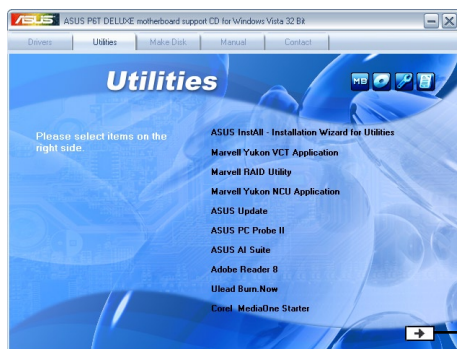 ASUS ASUS P6T DELUXE motherboard support CD for Windows Vista 32 Bit
Drivers Utilities Make Disk Manual Contact
Utilities
MB
Please select items on the
right side.
ASUS InstAll - Installation Wizard for Utilities
Marvell Yukon VCT Application
Marvell RAID Utility
Marvell Yukon NCU Application
ASUS Update
ASUS PC Probe II
ASUS AI Suite
Adobe Reader 8
Ulead Burn.Now
Corel MediaOne Starter